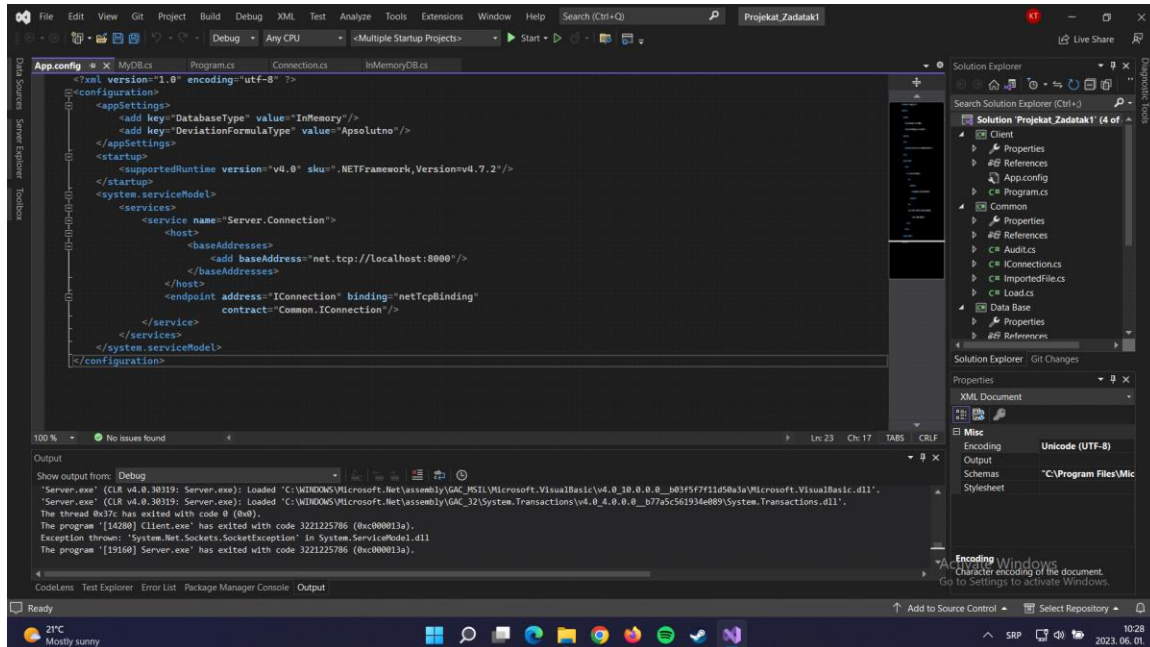 File Edit View Git Project Build Debug XML Test Analyze Tools Extensions Window Help Search (Ctrl+Q) Projekat_Zadatak1 KT
Debug Any CPU <Multiple Startup Projects> Start Live Share
Data Sources
Server Explorer
Toolbox
App.config MyDB.cs Program.cs Connection.cs InMemoryDB.cs
<?xml version="1.0" encoding="utf-8" ?>
<configuration>
<appSettings>
<add key="DatabaseType" value="InMemory"/>
<add key="DeviationFormulaType" value="Apsolutno"/>
</appSettings>
<startup>
<supportedRuntime version="v4.0" sku=".NETFramework,Version=v4.7.2"/>
</startup>
<system.serviceModel>
<services>
<service name="Server.Connection">
<host>
<baseAddresses>
<add baseAddress="net.tcp://localhost:8000"/>
</baseAddresses>
</host>
<endpoint address="IConnection" binding="netTcpBinding"
contract="Common.IConnection"/>
</service>
</services>
</system.serviceModel>
</configuration>
100 % No issues found Ln: 23 Ch: 17 TABS CRLF
Output
Show output from: Debug
'Server.exe' (CLR v4.0.30319: Server.exe): Loaded 'C:\WINDOWS\Microsoft.Net\assembly\GAC_MSIL\Microsoft.VisualBasic\v4.0_10.0.0.0__b03f5f7f11d50a3a\Microsoft.VisualBasic.dll'.
'Server.exe' (CLR v4.0.30319: Server.exe): Loaded 'C:\WINDOWS\Microsoft.Net\assembly\GAC_32\System.Transactions\v4.0_4.0.0.0__b77a5c561934e089\System.Transactions.dll'.
The thread 0x37c has exited with code 0 (0x0).
The program '[14280] Client.exe' has exited with code 3221225786 (0xc000013a).
Exception thrown: 'System.Net.Sockets.SocketException' in System.ServiceModel.dll
The program '[19160] Server.exe' has exited with code 3221225786 (0xc000013a).
CodeLens Test Explorer Error List Package Manager Console Output
Solution Explorer
Search Solution Explorer (Ctrl+;)
Solution 'Projekat_Zadatak1' (4 of
Client
Properties
References
App.config
C# Program.cs
Common
Properties
References
C# Audit.cs
C# IConnection.cs
C# ImportedFile.cs
C# Load.cs
Data Base
Properties
References
Solution Explorer Git Changes
Diagnostic Tools
Properties
XML Document
Misc
Encoding Unicode (UTF-8)
Output
Schemas "C:\Program Files\Mic
Stylesheet
Encoding
Character encoding of the document.
Activate Windows
Go to Settings to activate Windows.
Ready Add to Source Control Select Repository
21°C
Mostly sunny
SRP
10:28
2023. 06. 01.